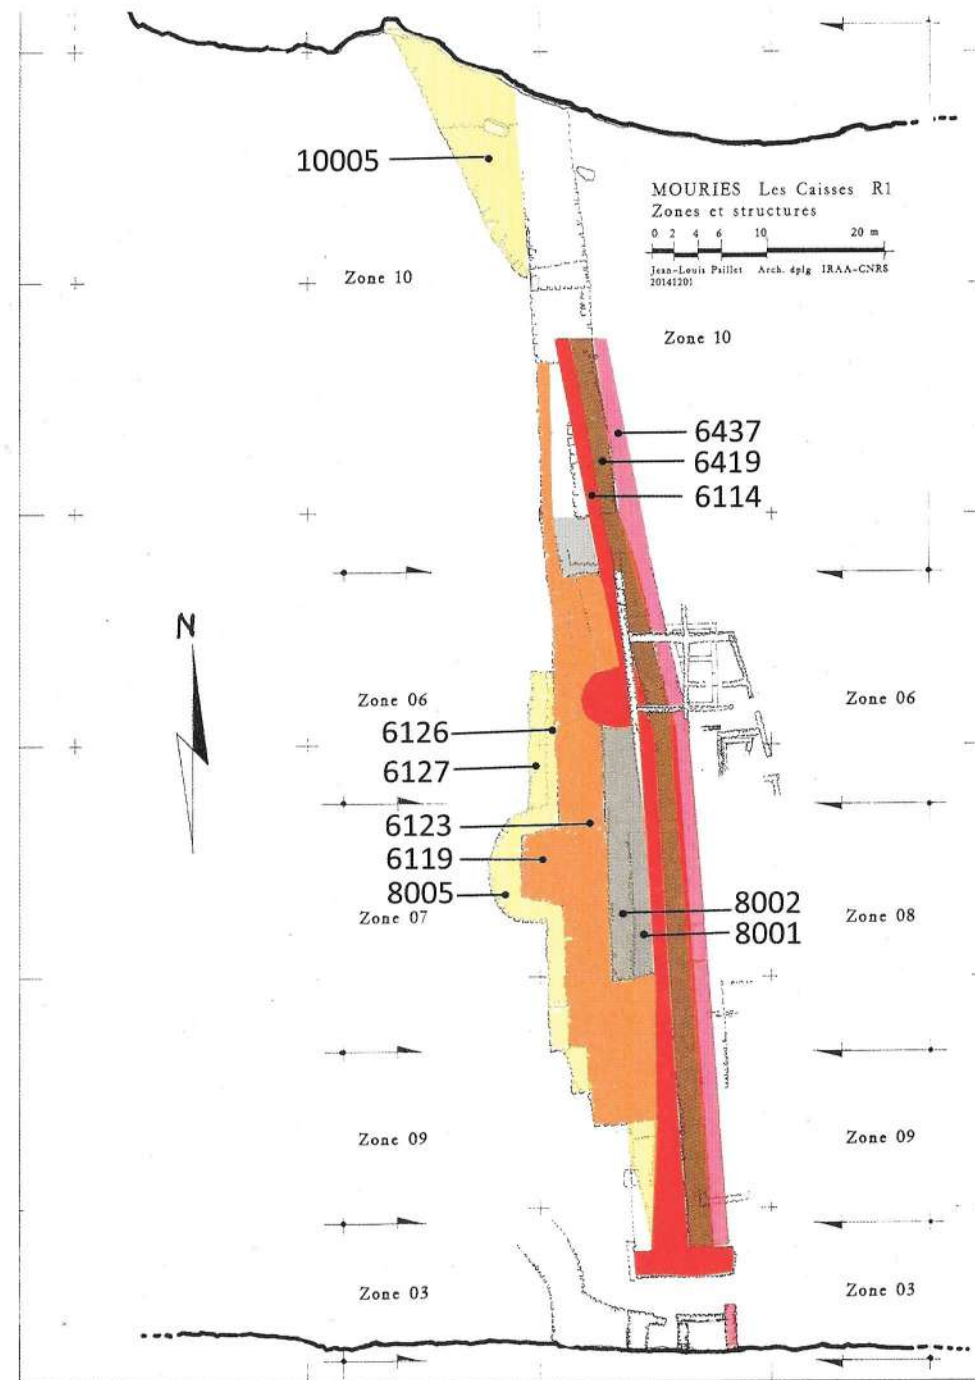 10005
MOURIES Les Caisses R1
Zones et structures
0 2 4 6 10 20 m
Jean-Louis Paillet Arch. dplg IRAA-CNRS
20141201
Zone 10
Zone 10
6437
6419
6114
N
Zone 06
Zone 06
6126
6127
6123
6119
8005
8002
8001
Zone 07
Zone 08
Zone 09
Zone 09
Zone 03
Zone 03